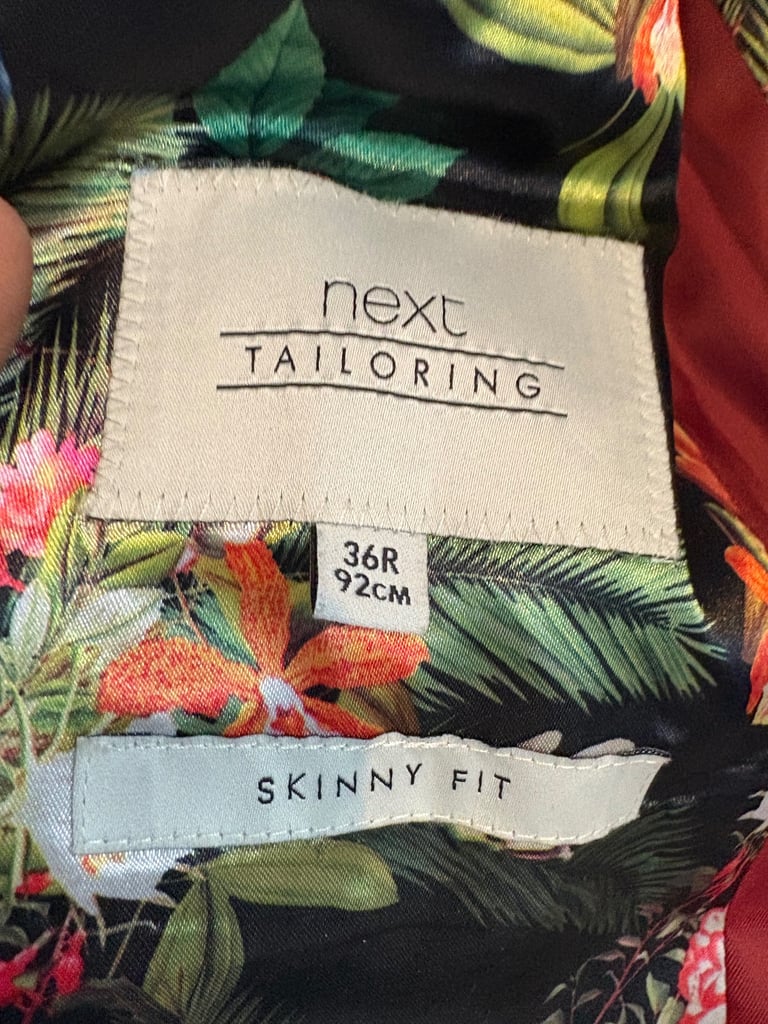 next
TAILORING
36R
92CM
SKINNY FIT